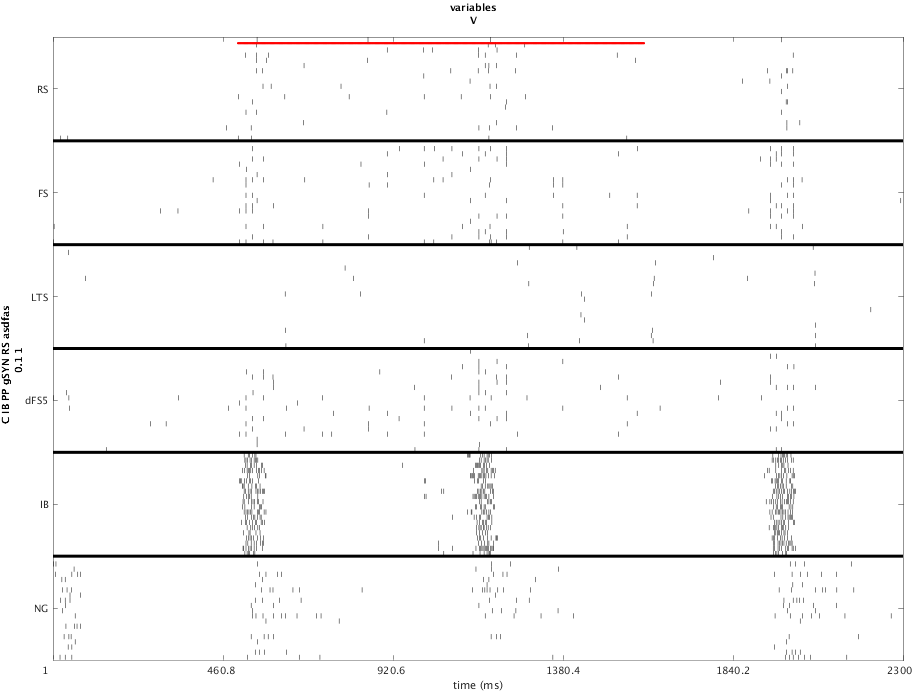 variables
V
RS
FS
LTS
dFS5
IB
NG
C IB PP gSYN RS asdfas
0.1 1
1
460.8
920.6
1380.4
1840.2
2300
time (ms)